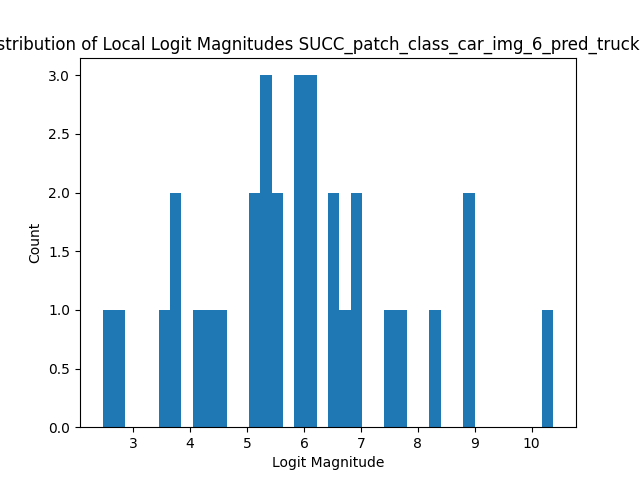 stribution of Local Logit Magnitudes SUCC_patch_class_car_img_6_pred_truck
3.0
2.5
2.0
1.5
1.0
0.5
0.0
Count
3 4 5 6 7 8 9 10
Logit Magnitude